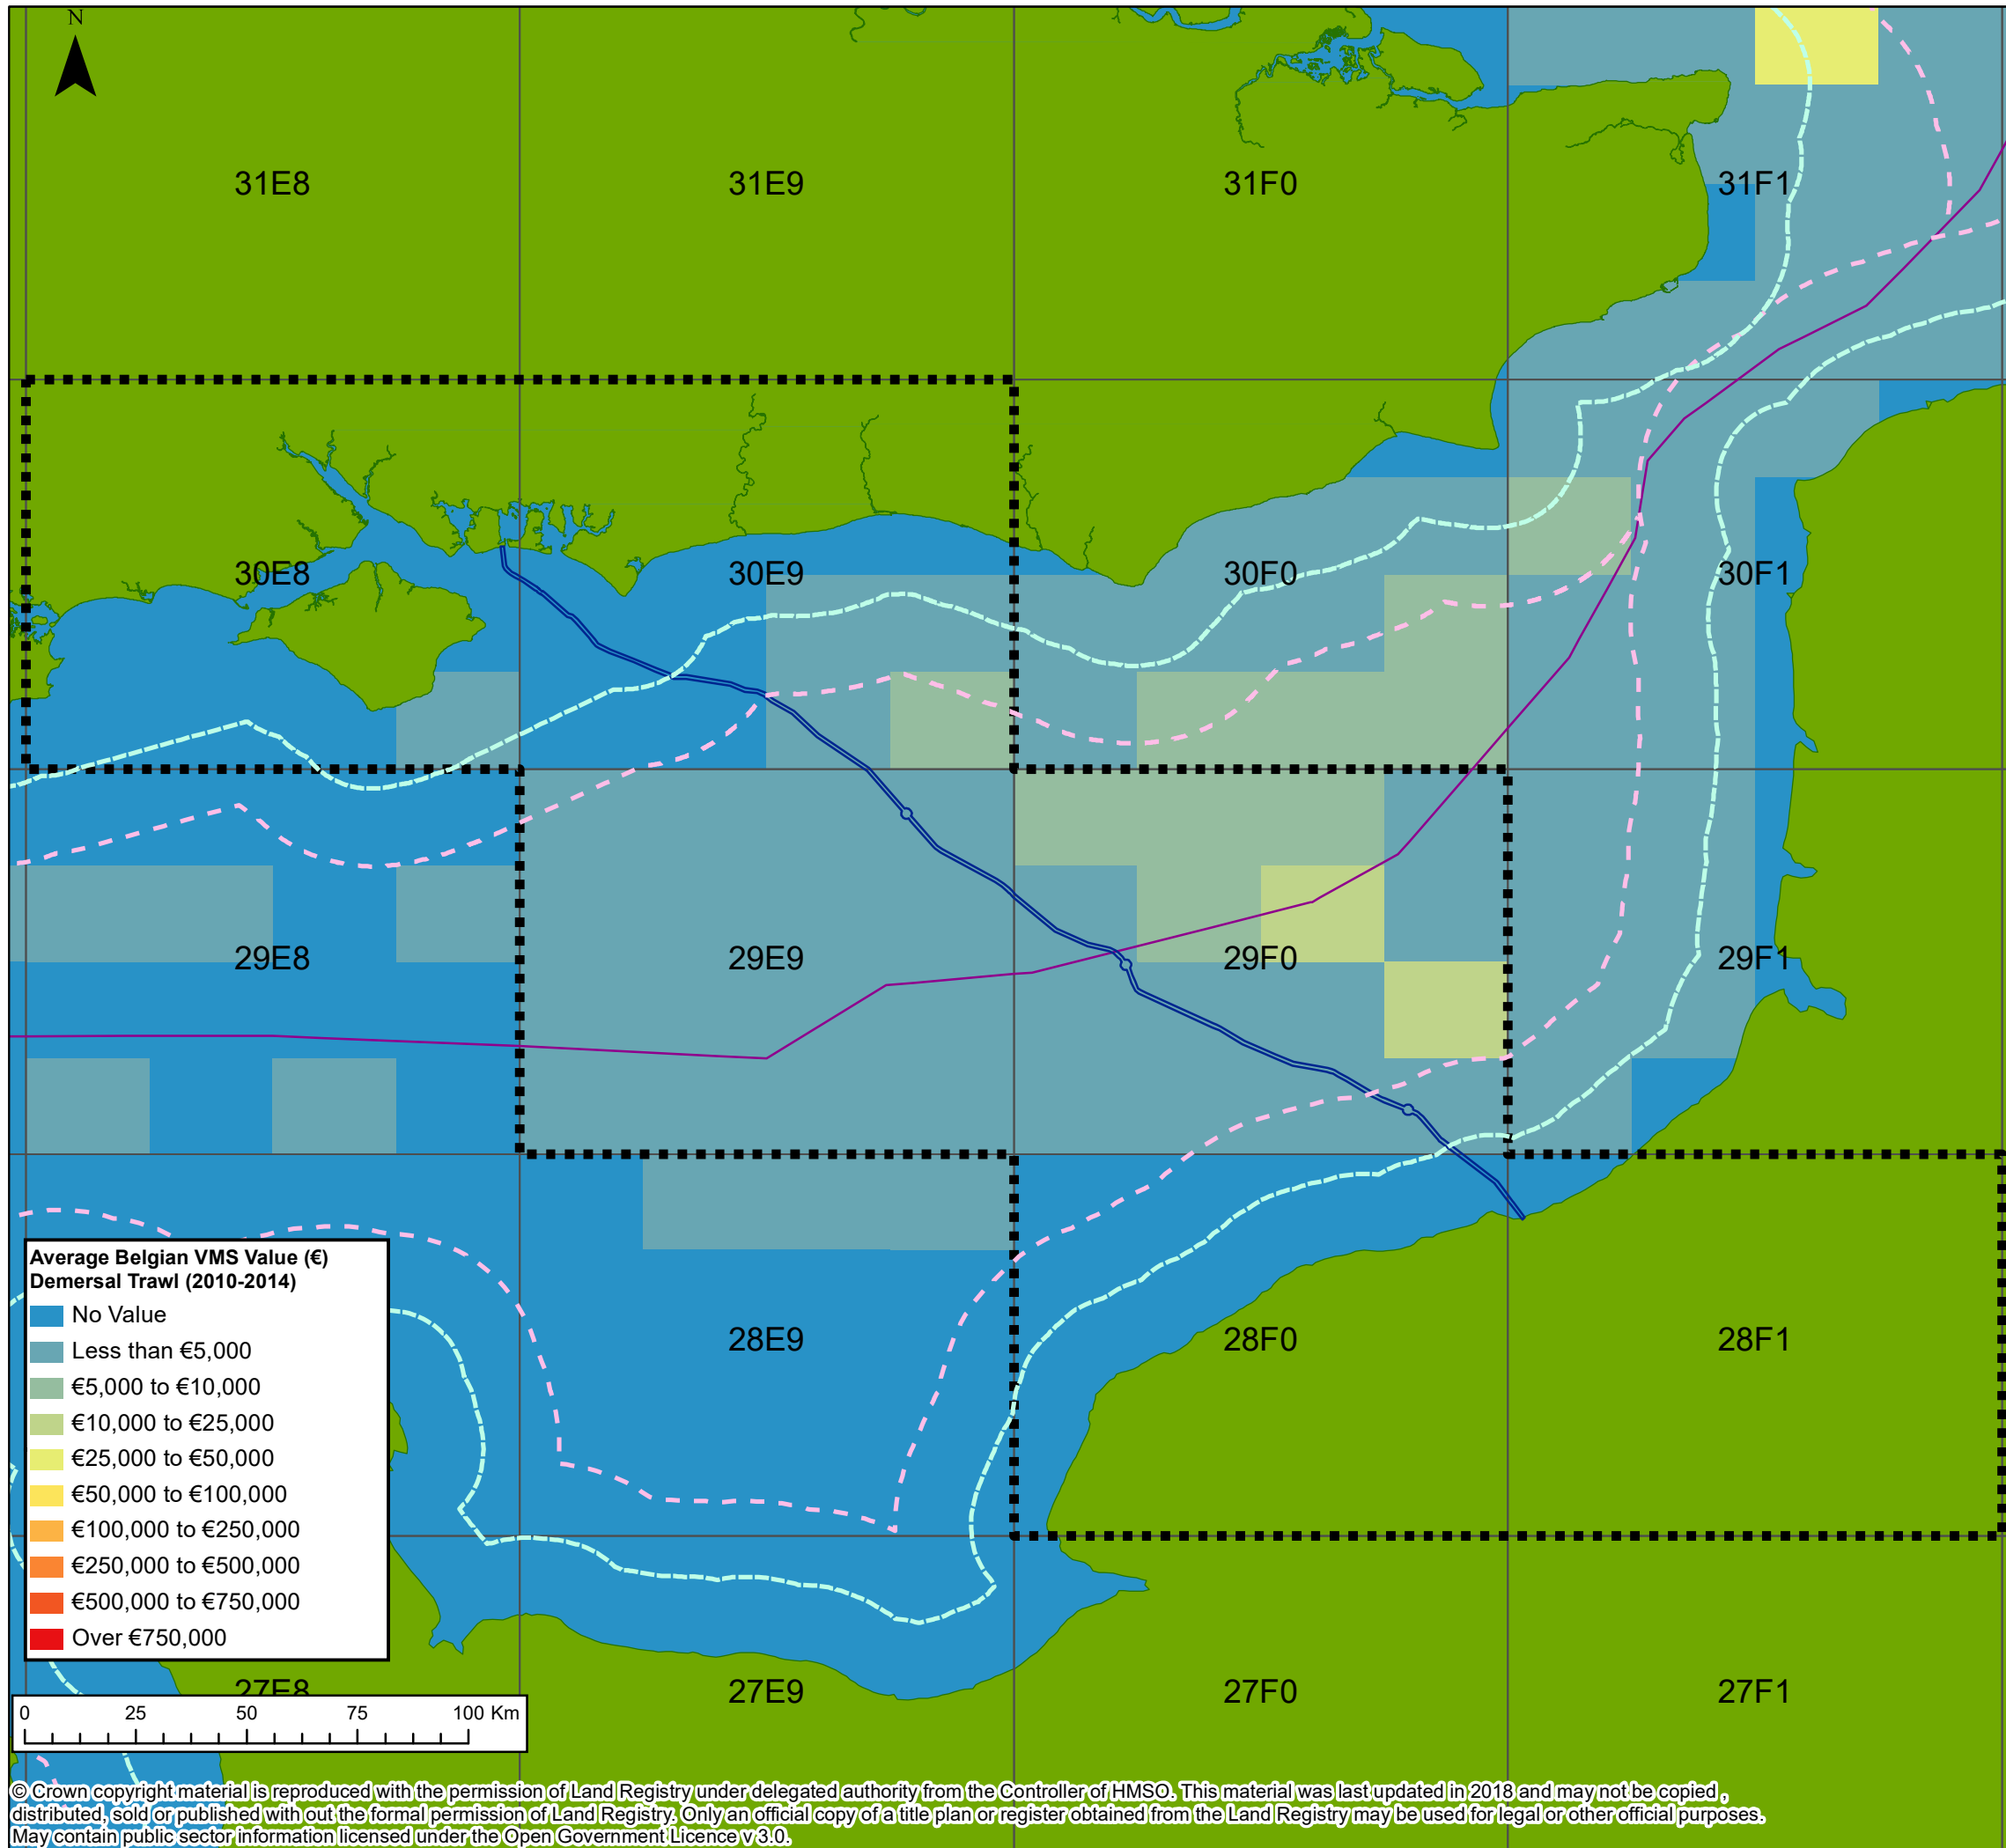 N
31E8 31E9 31F0 31F1
30E8 30E9 30F0 30F1
29E8 29E9 29F0 29F1
28E9 28F0 28F1
Average Belgian VMS Value (€)
Demersal Trawl (2010-2014)
No Value
Less than €5,000
€5,000 to €10,000
€10,000 to €25,000
€25,000 to €50,000
€50,000 to €100,000
€100,000 to €250,000
€250,000 to €500,000
€500,000 to €750,000
Over €750,000
27E8 27E9 27F0 27F1
0 25 50 75 100 Km
© Crown copyright material is reproduced with the permission of Land Registry under delegated authority from the Controller of HMSO. This material was last updated in 2018 and may not be copied ,
distributed, sold or published with out the formal permission of Land Registry. Only an official copy of a title plan or register obtained from the Land Registry may be used for legal or other official purposes.
May contain public sector information licensed under the Open Government Licence v 3.0.